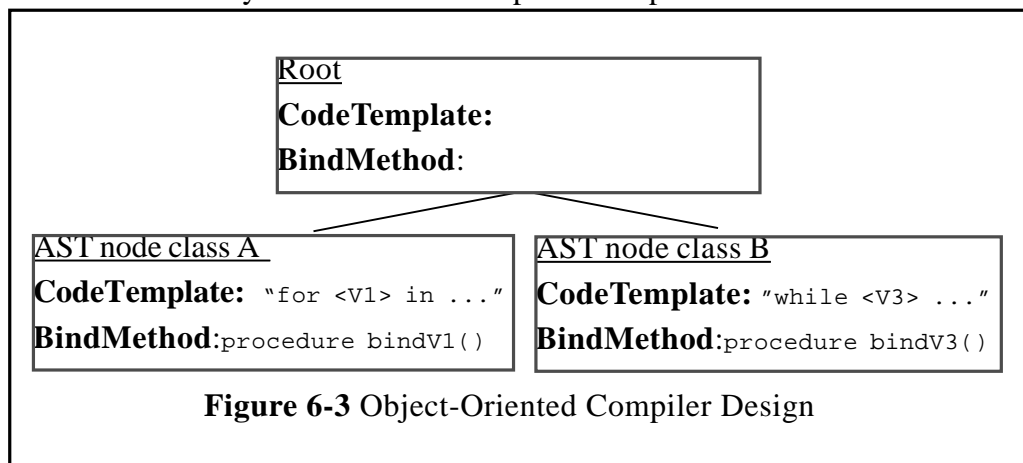 Root
CodeTemplate:
BindMethod:
AST node class A
CodeTemplate: "for <V1> in ..."
BindMethod:procedure bindV1()
AST node class B
CodeTemplate: "while <V3> ..."
BindMethod:procedure bindV3()
Figure 6-3 Object-Oriented Compiler Design